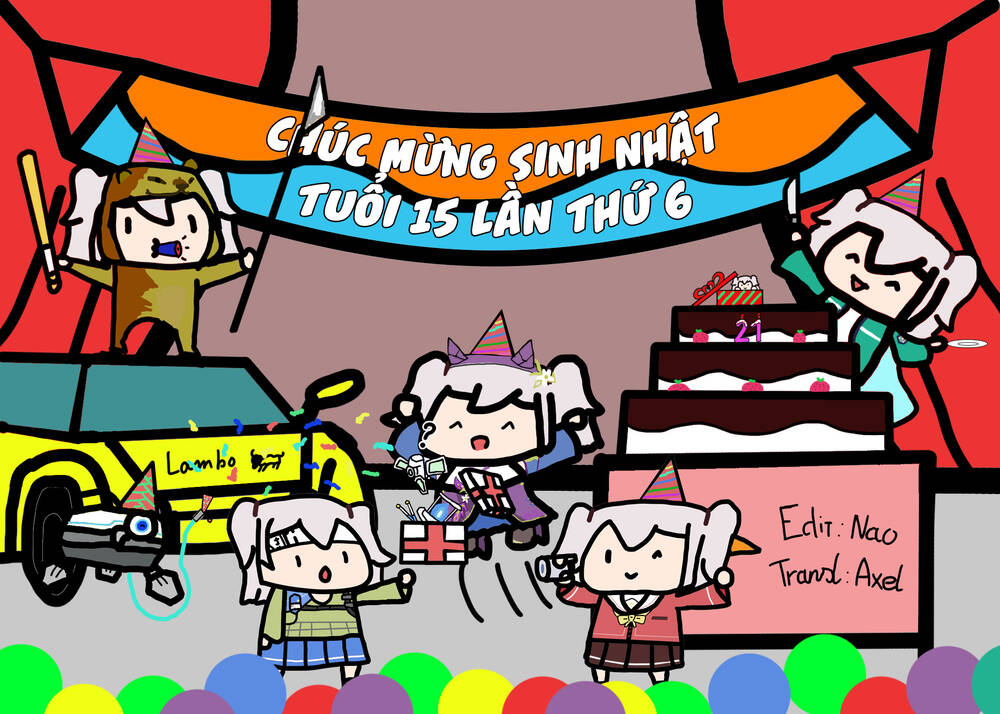 CHÚC MỪNG SINH NHẬT
TUỔI 15 LẦN THỨ 6
21
Lambo
?
Edit: Nao
Transl: Axel